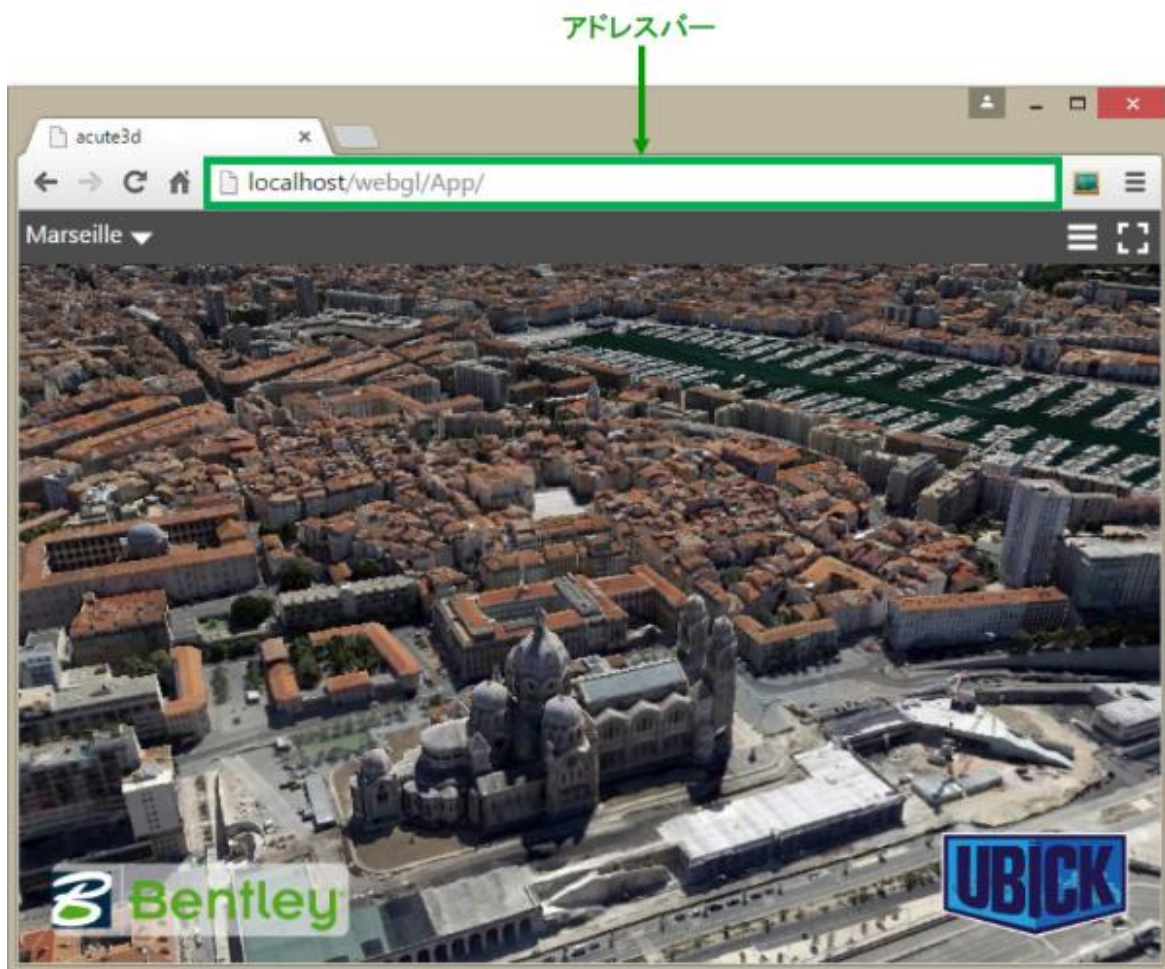 アドレスバー
acute3d
localhost/webgl/App/
Marseille
Bentley
UBICK